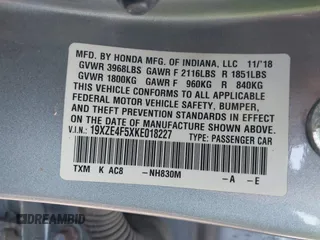 MFD. BY HONDA MFG. OF INDIANA, LLC 11/'18
GVWR 3968LBS GAWR F 2116LBS R 1851LBS
GVWR 1800KG GAWR F 960KG R 840KG
THIS VEHICLE CONFORMS TO ALL APPLICABLE
FEDERAL MOTOR VEHICLE SAFETY, BUMPER,
AND THEFT PREVENTION STANDARDS IN EFFECT
ON THE DATE OF MANUFACTURE SHOWN ABOVE.
V.I.N: 19XZE4F5XKE018227 TYPE: PASSENGER CAR
TXM K AC8 -NH830M -A -E
DREAMBID